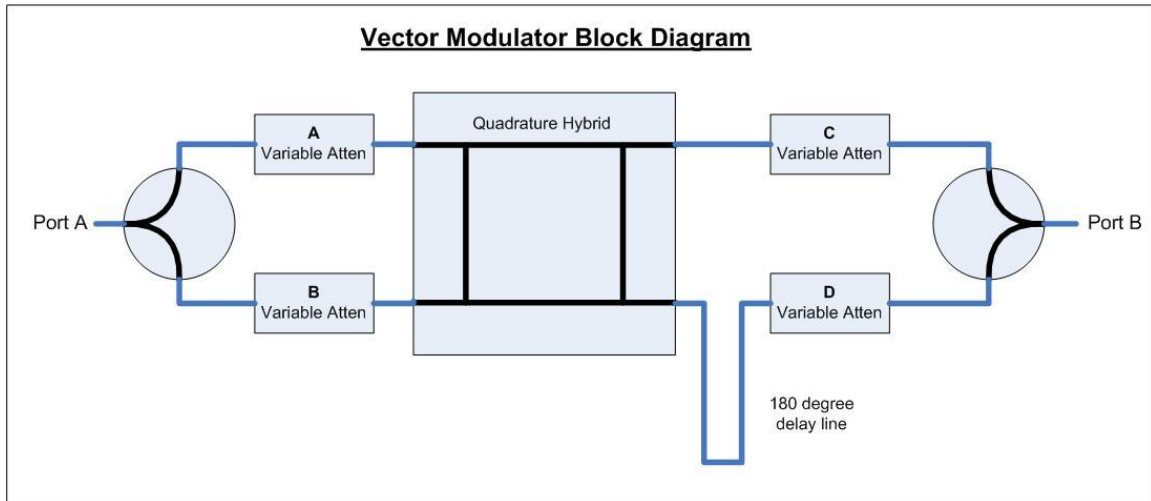 Vector Modulator Block Diagram
Quadrature Hybrid
A
Variable Atten
C
Variable Atten
Port A
Port B
B
Variable Atten
D
Variable Atten
180 degree
delay line